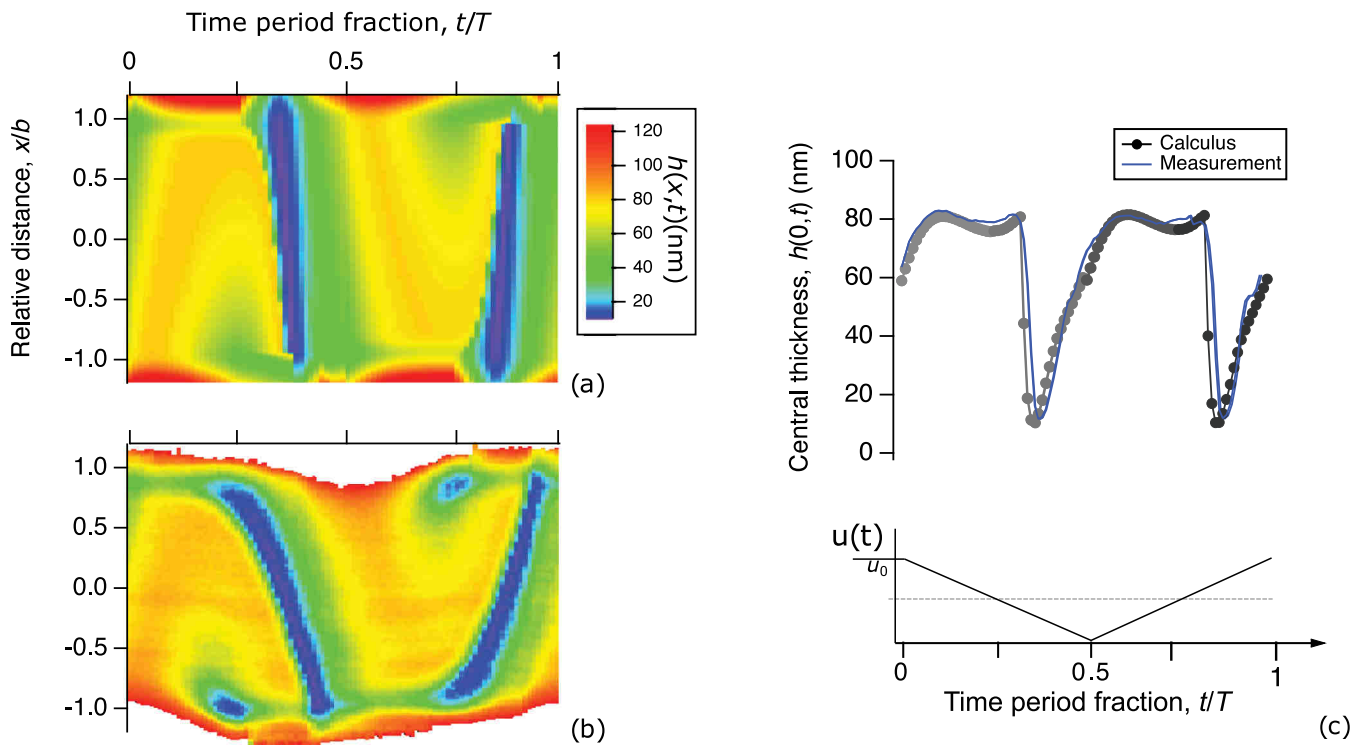 Time period fraction, t/T
0 0.5 1
Relative distance, x/b
1.0
0.5
0.0
-0.5
-1.0
120
100
80
60
40
20
h(x,t)(nm)
(a)
1.0
0.5
0.0
-0.5
-1.0
(b)
Calculus
Measurement
Central thickness, h(0,t) (nm)
100
80
60
40
20
0
u(t)
u0
0 0.5 1
Time period fraction, t/T
(c)